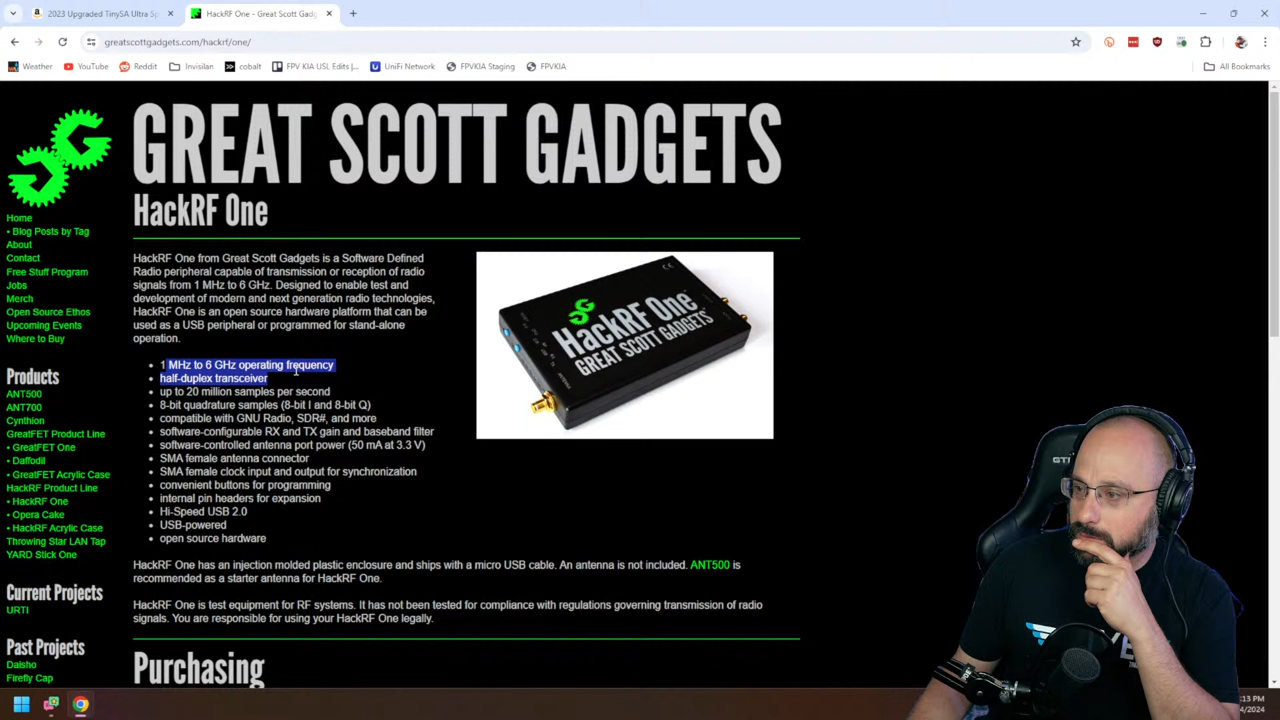 2023 Upgraded TinySA Ultra Sp
HackRF One - Great Scott Gadg
greatscottgadgets.com/hackrf/one/
Weather
YouTube
Reddit
Invisilan
cobalt
FPV KIA USL Edits |...
UniFi Network
FPVKIA Staging
FPVKIA
All Bookmarks
GREAT SCOTT GADGETS
HackRF One
Home
• Blog Posts by Tag
About
Contact
Free Stuff Program
Jobs
Merch
Open Source Ethos
Upcoming Events
Where to Buy
Products
ANT500
ANT700
Cynthion
GreatFET Product Line
• GreatFET One
• Daffodil
• GreatFET Acrylic Case
HackRF Product Line
• HackRF One
• Opera Cake
• HackRF Acrylic Case
Throwing Star LAN Tap
YARD Stick One
Current Projects
URTI
Past Projects
Daisho
Firefly Cap
HackRF One from Great Scott Gadgets is a Software Defined
Radio peripheral capable of transmission or reception of radio
signals from 1 MHz to 6 GHz. Designed to enable test and
development of modern and next generation radio technologies,
HackRF One is an open source hardware platform that can be
used as a USB peripheral or programmed for stand-alone
operation.
• 1 MHz to 6 GHz operating frequency
• half-duplex transceiver
• up to 20 million samples per second
• 8-bit quadrature samples (8-bit I and 8-bit Q)
• compatible with GNU Radio, SDR#, and more
• software-configurable RX and TX gain and baseband filter
• software-controlled antenna port power (50 mA at 3.3 V)
• SMA female antenna connector
• SMA female clock input and output for synchronization
• convenient buttons for programming
• internal pin headers for expansion
• Hi-Speed USB 2.0
• USB-powered
• open source hardware
HackRF One
GREAT SCOTT GADGETS
HackRF One has an injection molded plastic enclosure and ships with a micro USB cable. An antenna is not included. ANT500 is
recommended as a starter antenna for HackRF One.
HackRF One is test equipment for RF systems. It has not been tested for compliance with regulations governing transmission of radio
signals. You are responsible for using your HackRF One legally.
Purchasing
:13 PM
4/2024